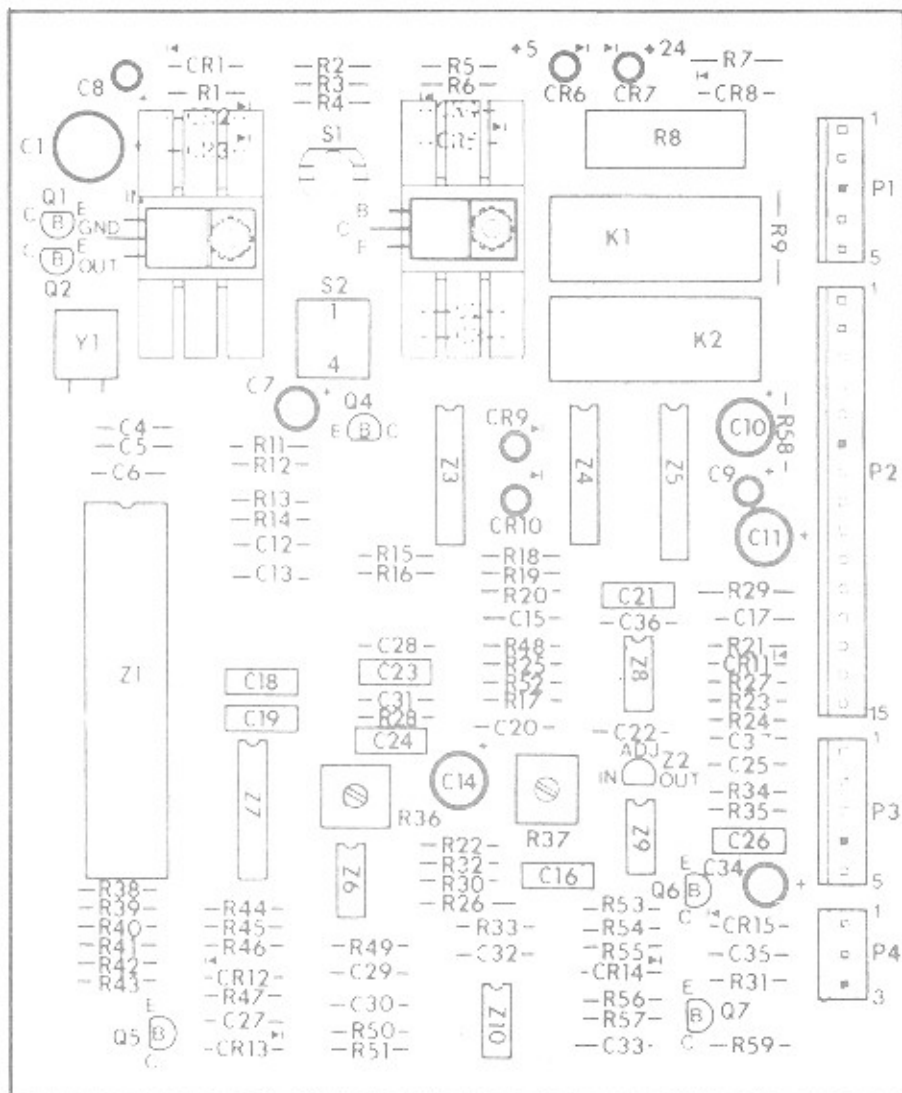 +5
+24
CR1
R2
R5
R7
C8
R3
R6
CR6
CR7
CR8
R1
R4
C1
S1
R8
1
P1
5
Q1
C
B
E
IN
GND
C
B
E
OUT
Q2
B
C
E
K1
R9
Y1
S2
1
4
K2
1
P2
15
C7
Q4
E
B
C
CR9
C10
R58
C4
C5
C6
R11
R12
Z3
Z4
Z5
C9
R13
R14
C12
C13
CR10
C11
R15
R16
R18
R19
R20
C15
C21
C36
R29
C17
Z1
C28
C23
C31
R28
C24
R48
R25
R52
R17
C20
Z8
R21
CR11
R27
R23
R24
C18
C19
C22
ADJ
Z2
IN
OUT
C25
R34
R35
1
P3
5
Z7
R36
C14
R37
Z9
C26
Z6
R22
R32
R30
R26
C16
E
C34
Q6
B
C
R38
R39
R40
R41
R42
R43
R44
R45
R46
CR12
R47
C27
CR13
R49
C29
C30
R50
R51
R33
C32
Z10
R53
R54
R55
CR14
R56
R57
C33
CR15
C35
R31
1
P4
3
E
Q5
B
C
E
B
Q7
C
R59